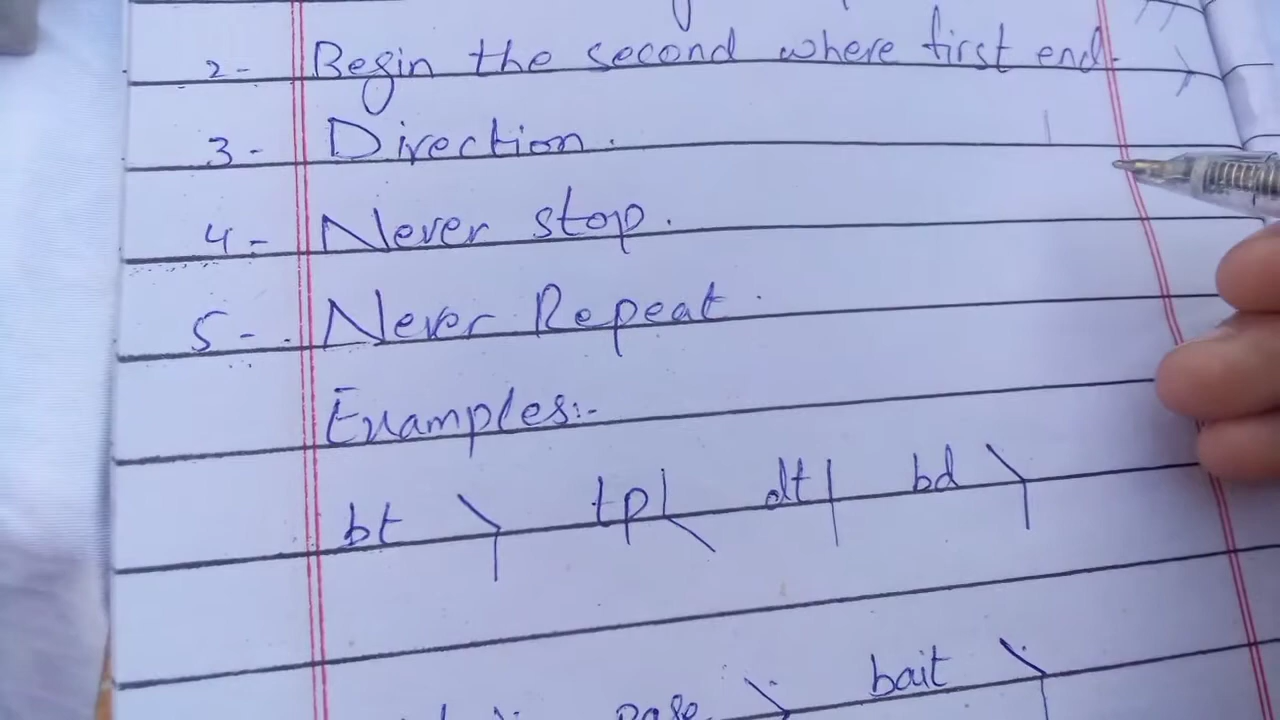 2- Begin the second where first end.
3- Direction.
4- Never stop.
5- Never Repeat.
Examples:-
bt tp dt bd
bait